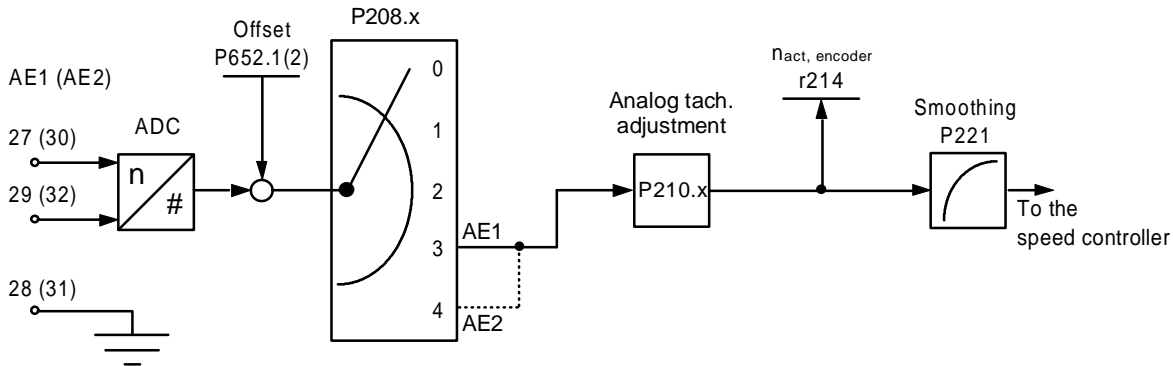 AE1 (AE2)
27 (30)
29 (32)
28 (31)
ADC
n
#
Offset
P652.1(2)
P208.x
0
1
2
3
4
AE1
AE2
Analog tach.
adjustment
P210.x
nact, encoder
r214
Smoothing
P221
To the
speed controller